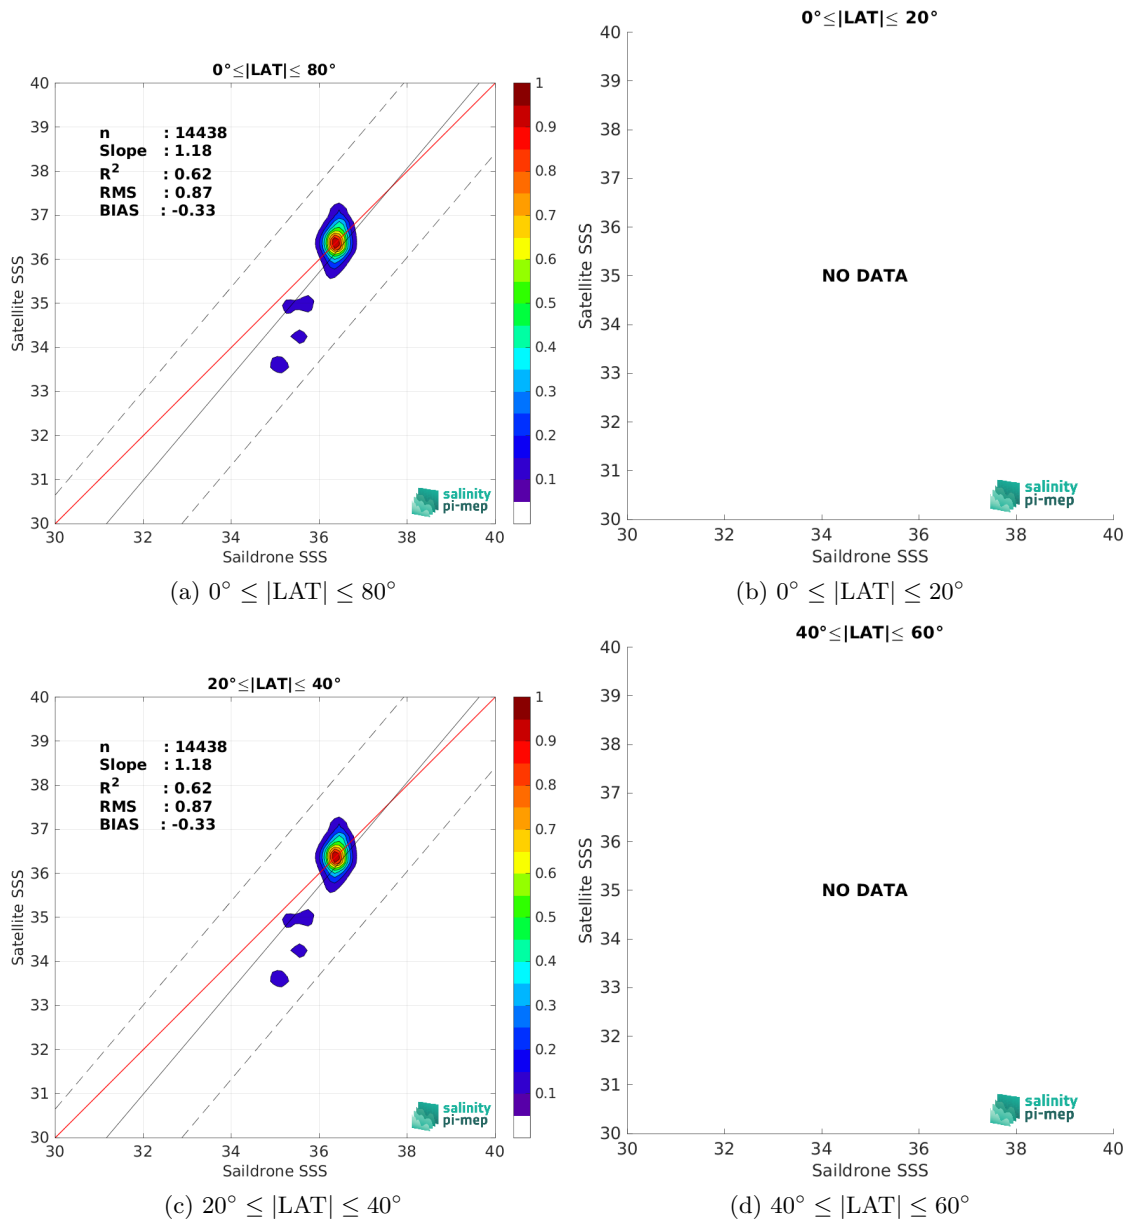 0°≤|LAT|≤ 80°
n : 14438
Slope : 1.18
R² : 0.62
RMS : 0.87
BIAS : -0.33
40
39
38
37
36
35
34
33
32
31
30
Satellite SSS
30 32 34 36 38 40
Saildrone SSS
1
0.9
0.8
0.7
0.6
0.5
0.4
0.3
0.2
0.1
salinity
pi-mep
(a) 0° ≤ |LAT| ≤ 80°
0°≤|LAT|≤ 20°
40
39
38
37
36
35
34
33
32
31
30
Satellite SSS
NO DATA
30 32 34 36 38 40
Saildrone SSS
salinity
pi-mep
(b) 0° ≤ |LAT| ≤ 20°
20°≤|LAT|≤ 40°
n : 14438
Slope : 1.18
R² : 0.62
RMS : 0.87
BIAS : -0.33
40
39
38
37
36
35
34
33
32
31
30
Satellite SSS
30 32 34 36 38 40
Saildrone SSS
1
0.9
0.8
0.7
0.6
0.5
0.4
0.3
0.2
0.1
salinity
pi-mep
(c) 20° ≤ |LAT| ≤ 40°
40°≤|LAT|≤ 60°
40
39
38
37
36
35
34
33
32
31
30
Satellite SSS
NO DATA
30 32 34 36 38 40
Saildrone SSS
salinity
pi-mep
(d) 40° ≤ |LAT| ≤ 60°